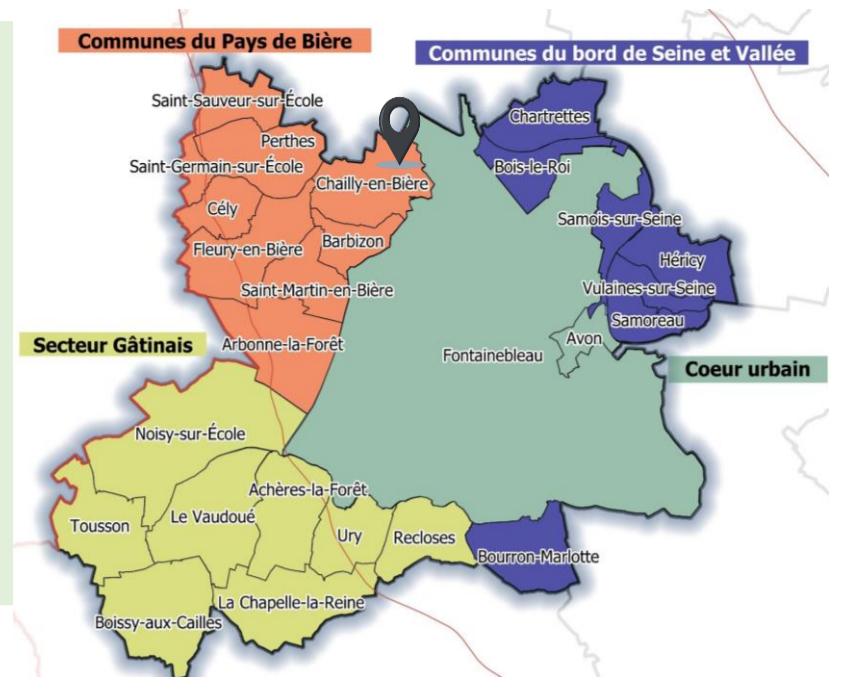 Communes du Pays de Bière
Communes du bord de Seine et Vallée
Saint-Sauveur-sur-École
Chartrettes
Perthes
Saint-Germain-sur-École
Bois-le-Roi
Chailly-en-Bière
Cély
Samois-sur-Seine
Fleury-en-Bière
Barbizon
Héricy
Saint-Martin-en-Bière
Vulaines-sur-Seine
Samoreau
Secteur Gâtinais
Arbonne-la-Forêt
Avon
Fontainebleau
Coeur urbain
Noisy-sur-École
Achères-la-Forêt
Le Vaudoué
Tousson
Ury
Recloses
Bourron-Marlotte
La Chapelle-la-Reine
Boissy-aux-Cailles